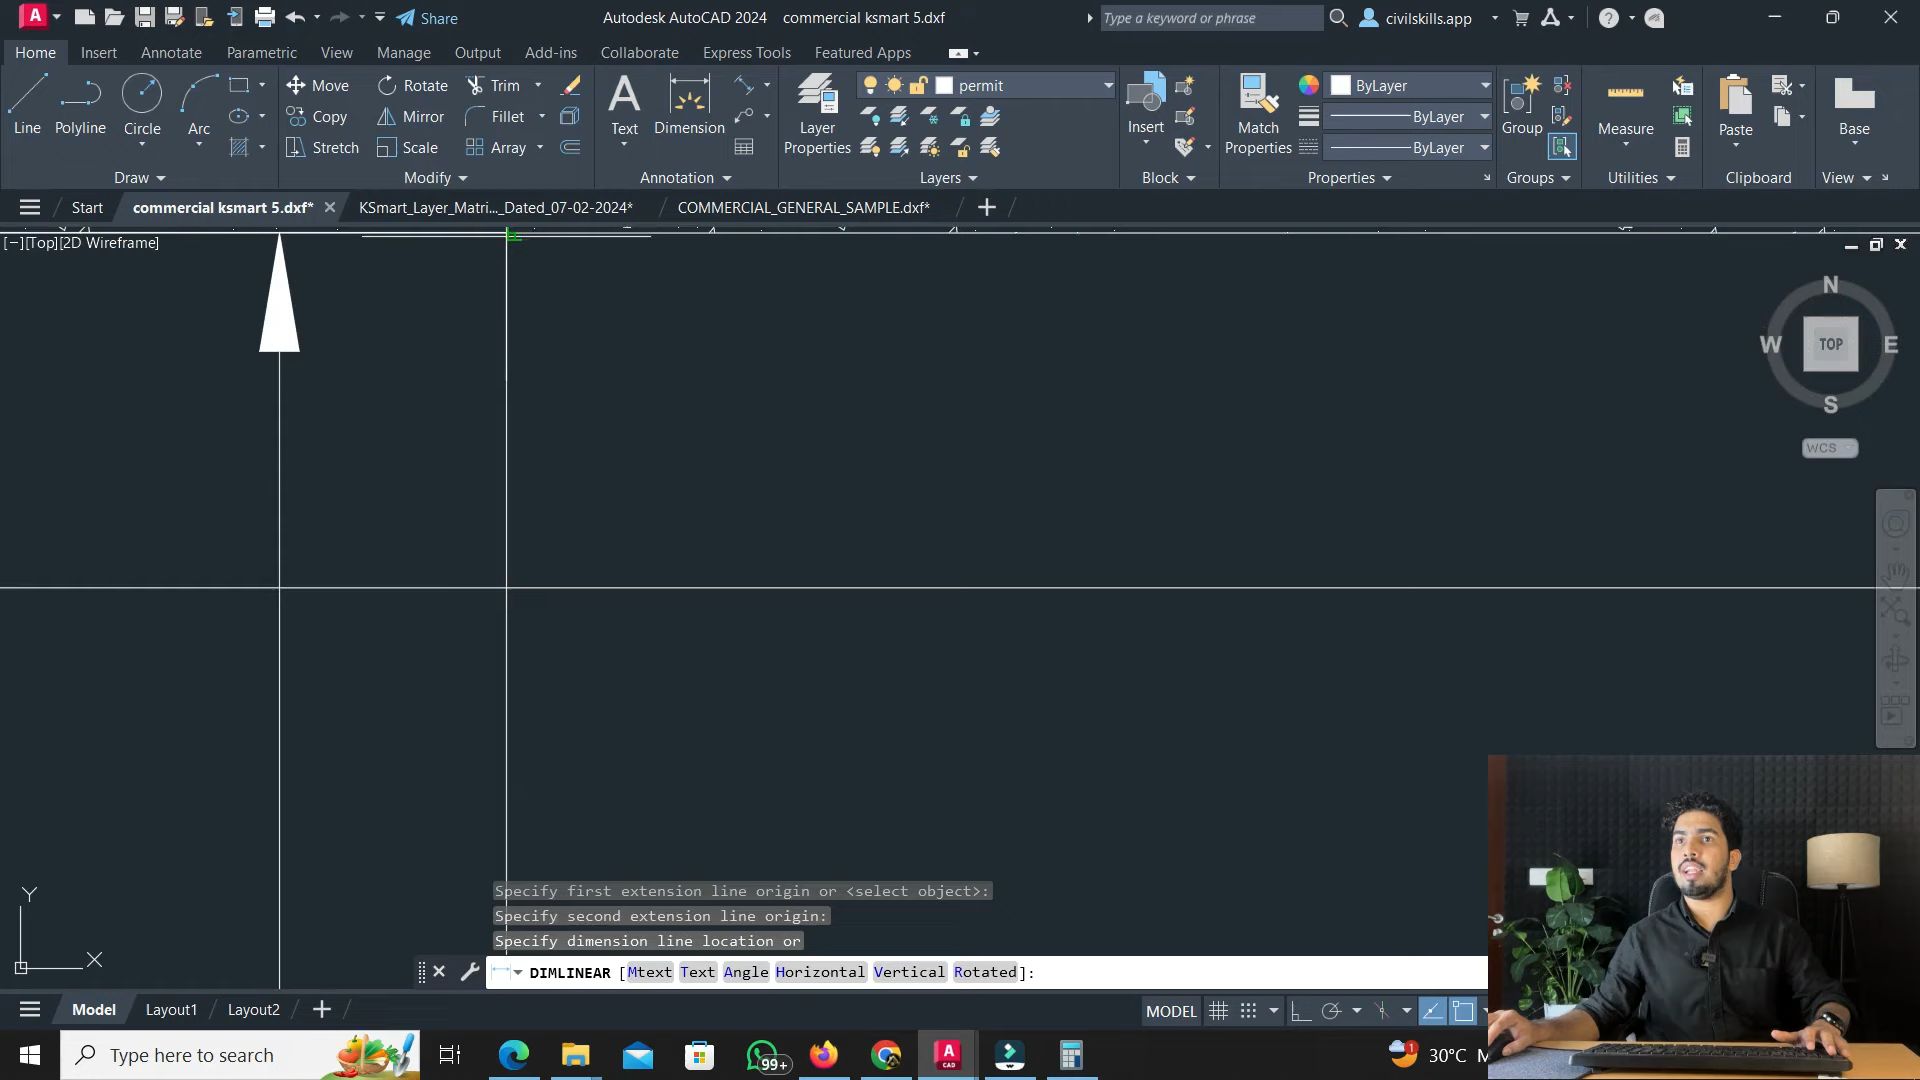 A Share Autodesk AutoCAD 2024 commercial ksmart 5.dxf Type a keyword or phrase civilskills.app
Home Insert Annotate Parametric View Manage Output Add-ins Collaborate Express Tools Featured Apps
Move Rotate Trim permit ByLayer
Copy Mirror Fillet ByLayer
Line Polyline Circle Arc Text Dimension Layer Properties Insert Match Properties Group Measure Paste Base
Stretch Scale Array ByLayer
Draw Modify Annotation Layers Block Properties Groups Utilities Clipboard View
Start commercial ksmart 5.dxf* KSmart_Layer_Matri..._Dated_07-02-2024* COMMERCIAL_GENERAL_SAMPLE.dxf*
[−][Top][2D Wireframe]
N
W TOP E
S
WCS
Y
X
Specify first extension line origin or <select object>:
Specify second extension line origin:
Specify dimension line location or
DIMLINEAR [Mtext Text Angle Horizontal Vertical Rotated]:
Model Layout1 Layout2 MODEL
Type here to search 99+ A CAD 1 30°C